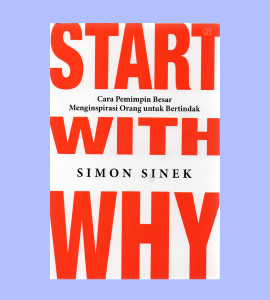 START
Cara Pemimpin Besar
Menginspirasi Orang untuk Bertindak
WITH
SIMON SINEK
WHY